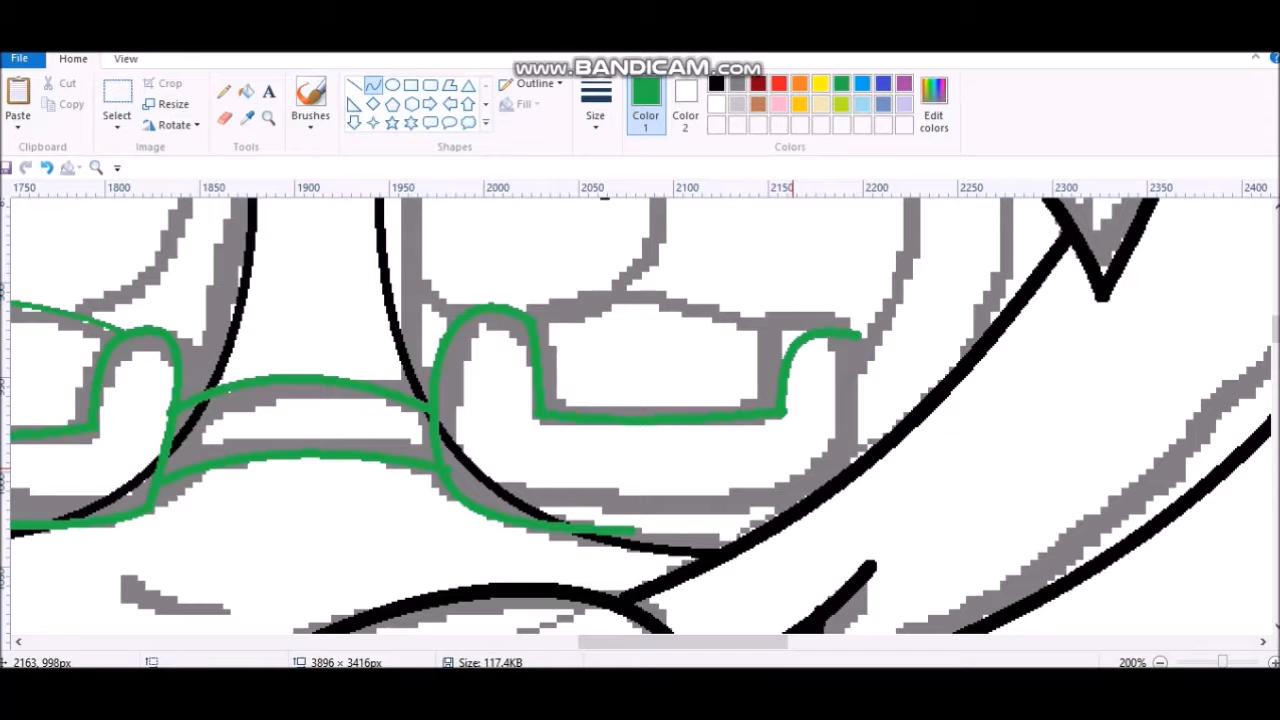 www.BANDICAM.com
File Home View
Cut
Copy
Paste
Clipboard
Select
Crop
Resize
Rotate
Image
A
Tools
Brushes
Outline
Fill
Shapes
Size
Color 1
Color 2
Edit colors
Colors
1750 1800 1850 1900 1950 2000 2050 2100 2150 2200 2250 2300 2350 2400
2163, 998px
3896 × 3416px
Size: 117.4KB
200%